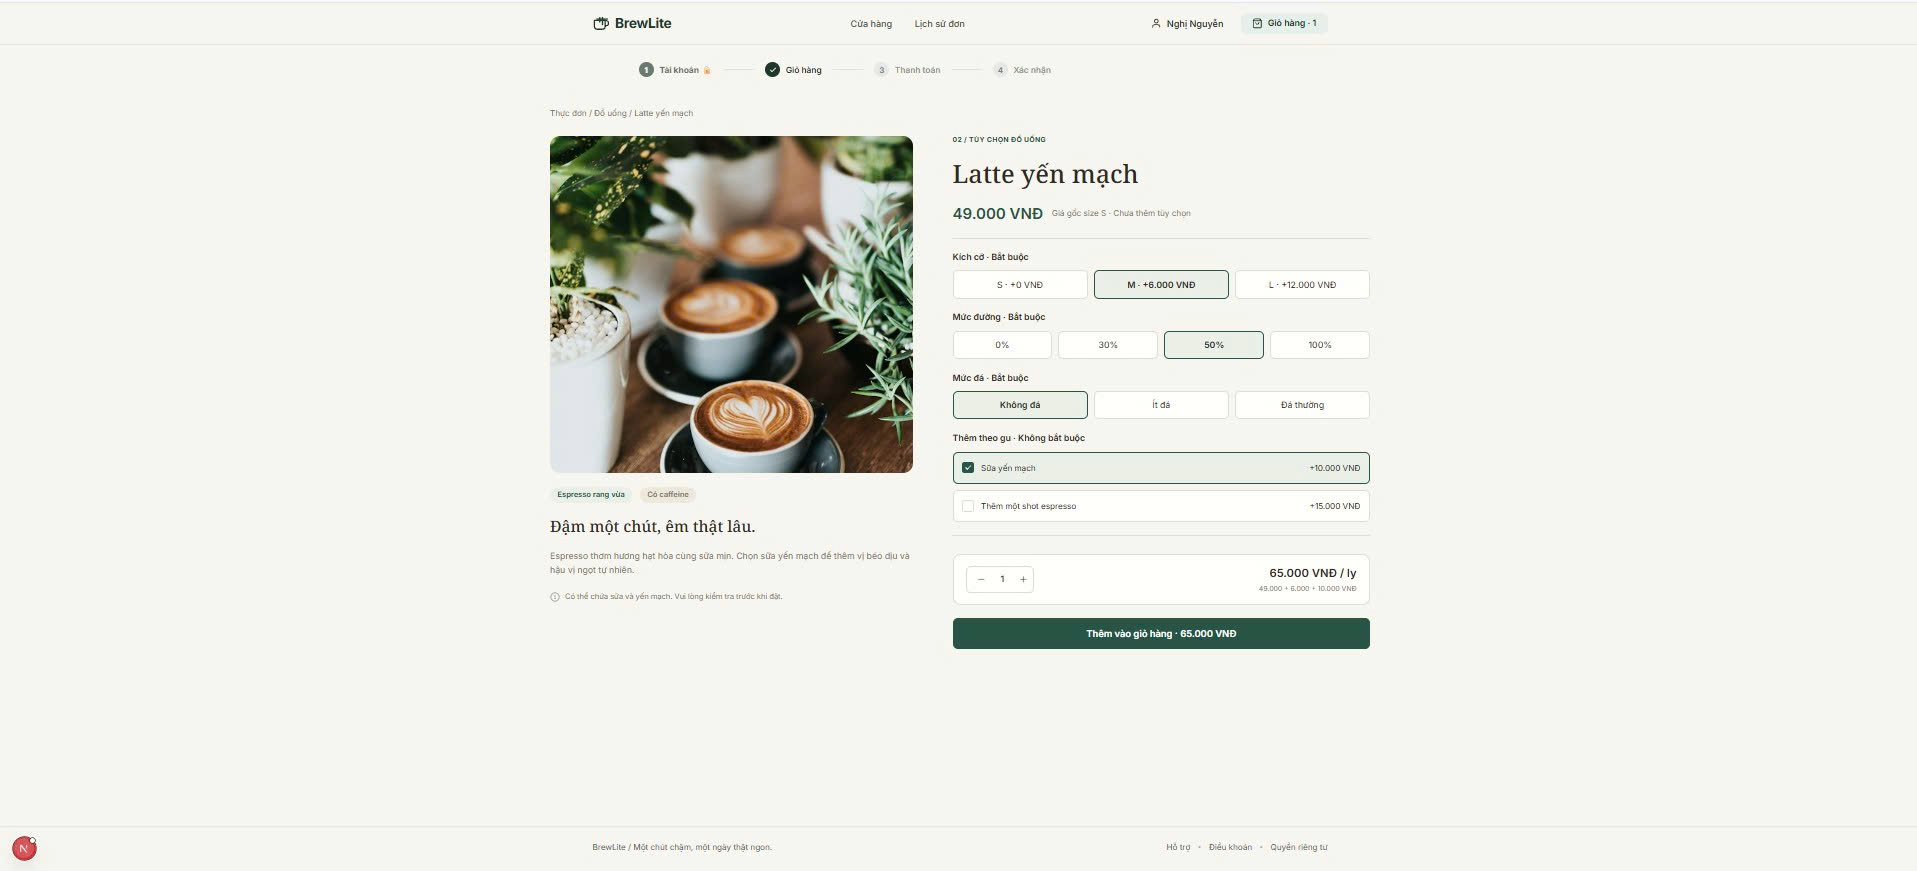 BrewLite
Cửa hàng
Lịch sử đơn
Nghị Nguyễn
Giỏ hàng · 1
1 Tài khoản
Giỏ hàng
3 Thanh toán
4 Xác nhận
Thực đơn / Đồ uống / Latte yến mạch
02 / TÙY CHỌN ĐỒ UỐNG
Latte yến mạch
49.000 VNĐ Giá gốc size S · Chưa thêm tùy chọn
Kích cỡ · Bắt buộc
S · +0 VNĐ
M · +6.000 VNĐ
L · +12.000 VNĐ
Mức đường · Bắt buộc
0%
30%
50%
100%
Mức đá · Bắt buộc
Không đá
Ít đá
Đá thường
Thêm theo gu · Không bắt buộc
Sữa yến mạch +10.000 VNĐ
Thêm một shot espresso +15.000 VNĐ
− 1 +
65.000 VNĐ / ly
49.000 + 6.000 + 10.000 VNĐ
Thêm vào giỏ hàng · 65.000 VNĐ
Espresso rang vừa
Có caffeine
Đậm một chút, êm thật lâu.
Espresso thơm hương hạt hòa cùng sữa mịn. Chọn sữa yến mạch để thêm vị béo dịu và
hậu vị ngọt tự nhiên.
Có thể chứa sữa và yến mạch. Vui lòng kiểm tra trước khi đặt.
N
BrewLite / Một chút chậm, một ngày thật ngon.
Hỗ trợ • Điều khoản • Quyền riêng tư